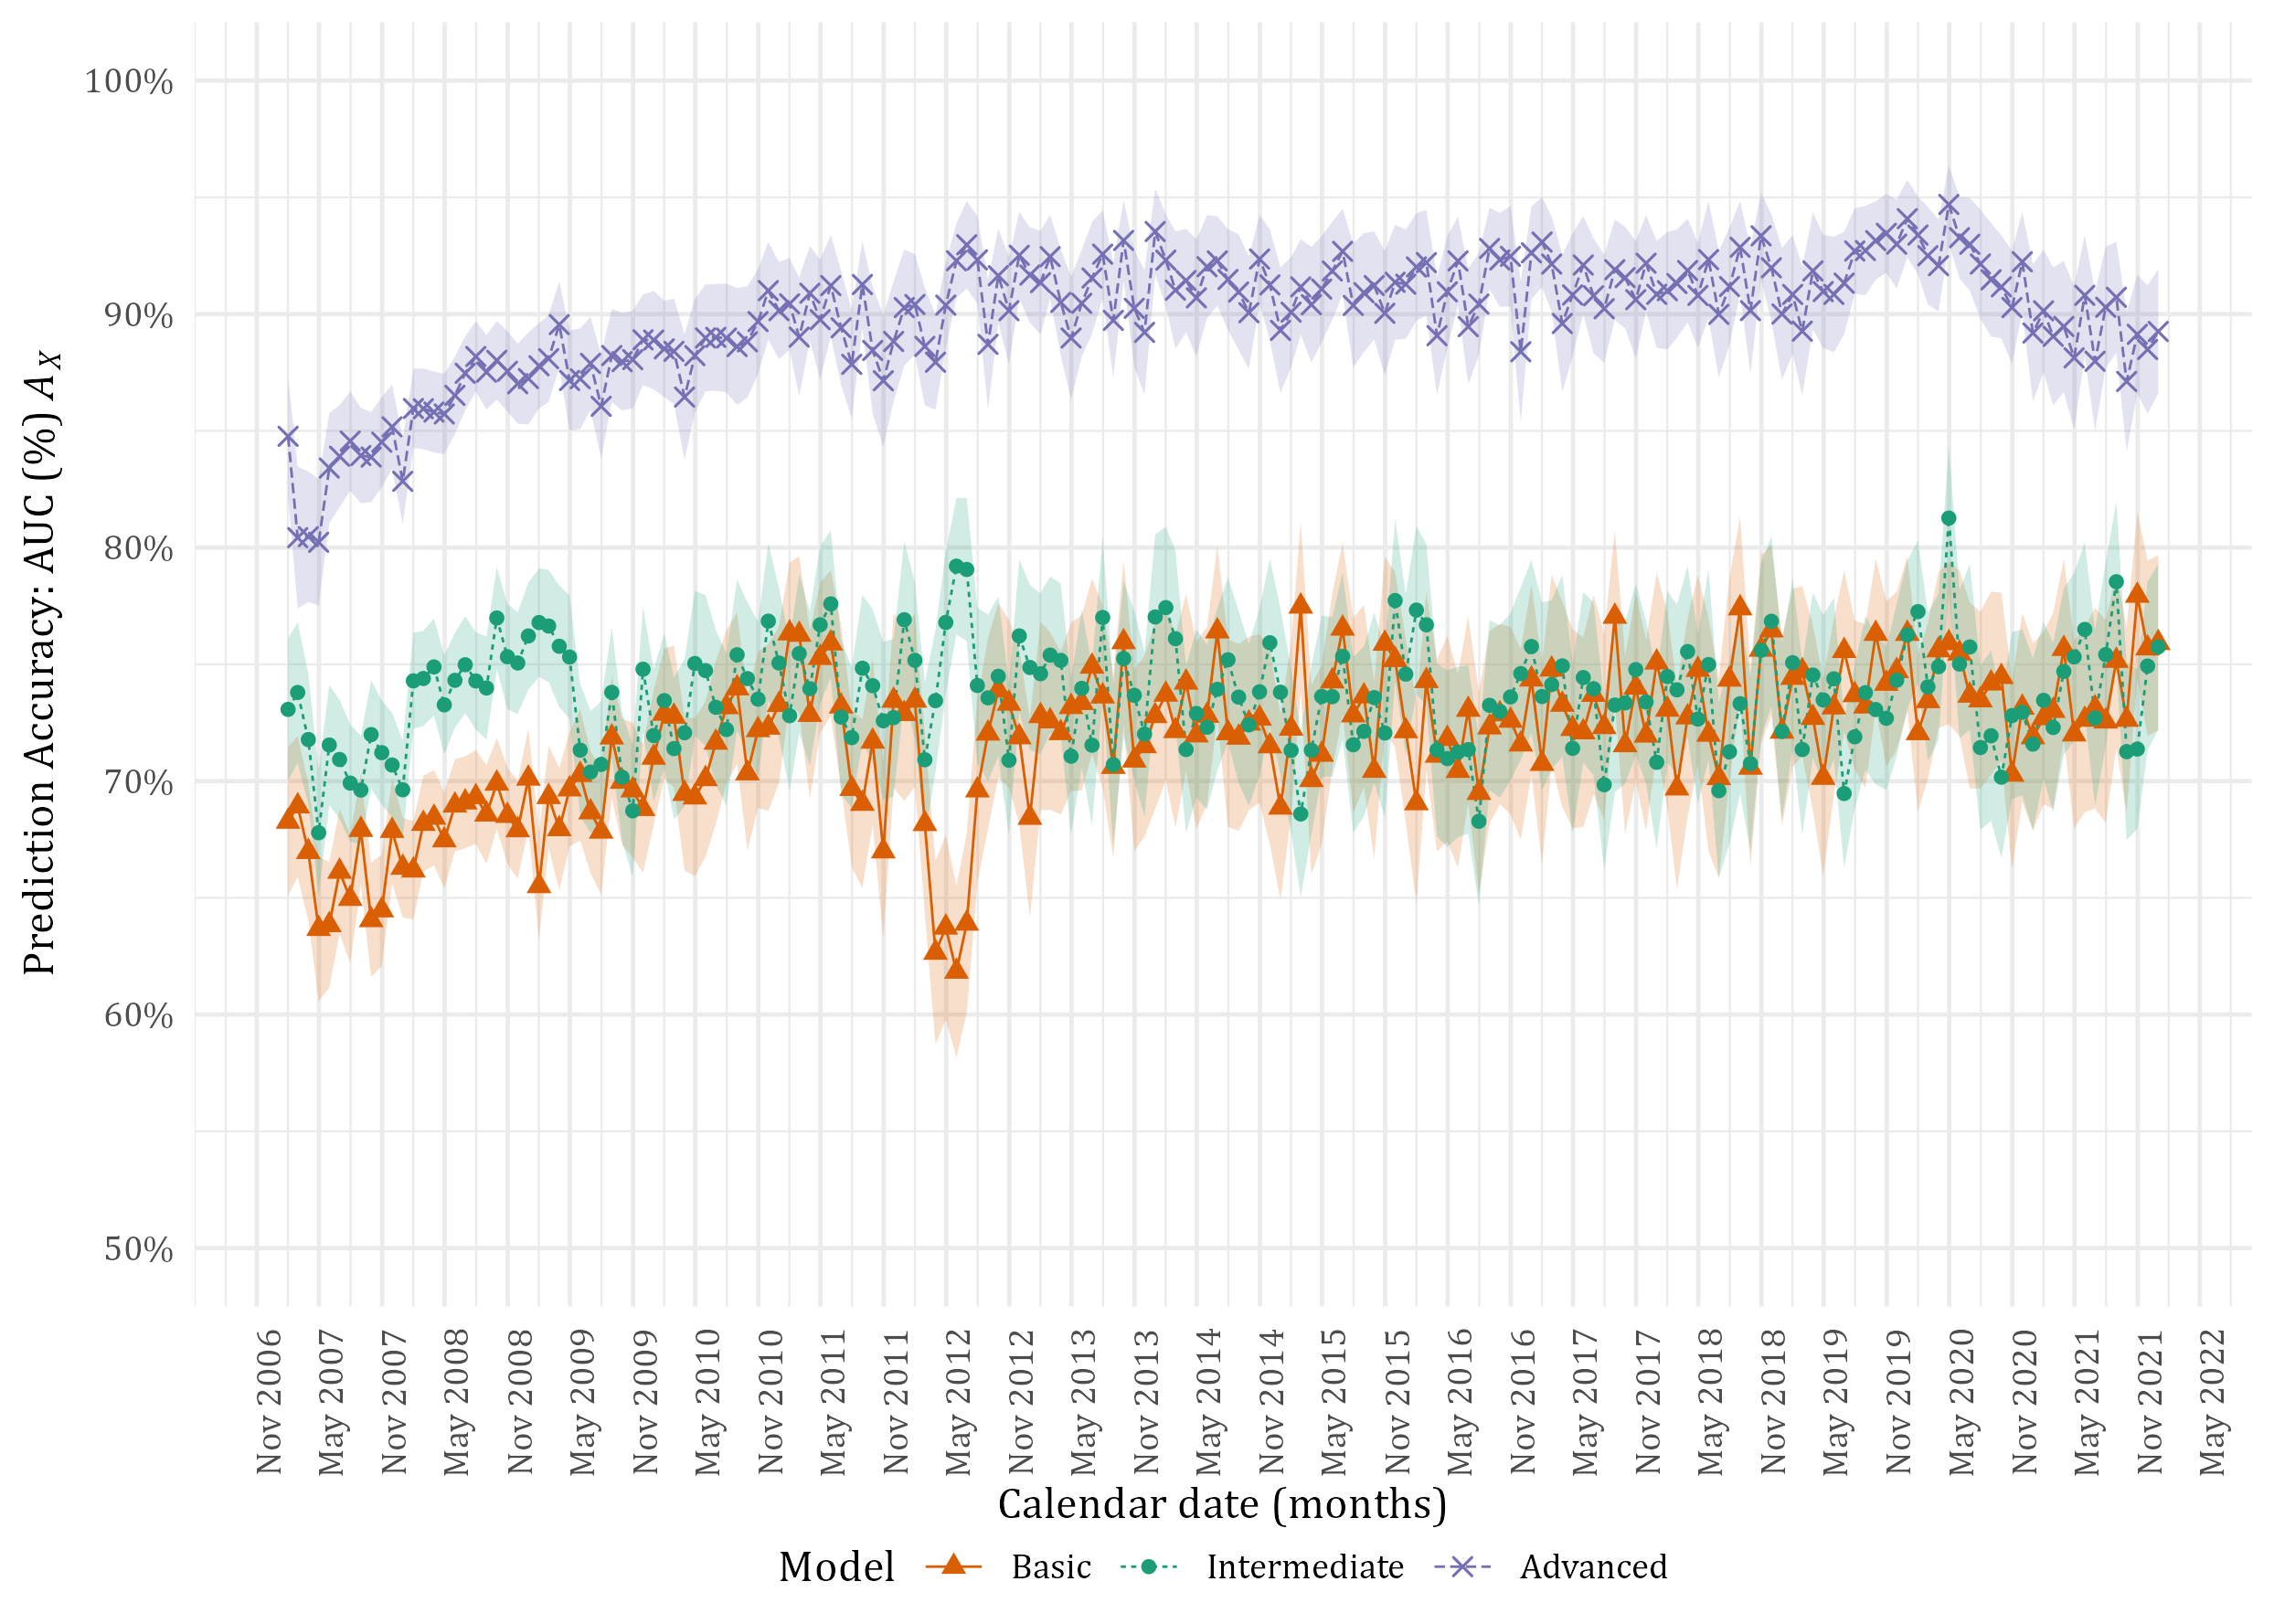 Prediction Accuracy: AUC (%) A_X
100%
90%
80%
70%
60%
50%
Nov 2006
May 2007
Nov 2007
May 2008
Nov 2008
May 2009
Nov 2009
May 2010
Nov 2010
May 2011
Nov 2011
May 2012
Nov 2012
May 2013
Nov 2013
May 2014
Nov 2014
May 2015
Nov 2015
May 2016
Nov 2016
May 2017
Nov 2017
May 2018
Nov 2018
May 2019
Nov 2019
May 2020
Nov 2020
May 2021
Nov 2021
May 2022
Calendar date (months)
Model Basic Intermediate Advanced